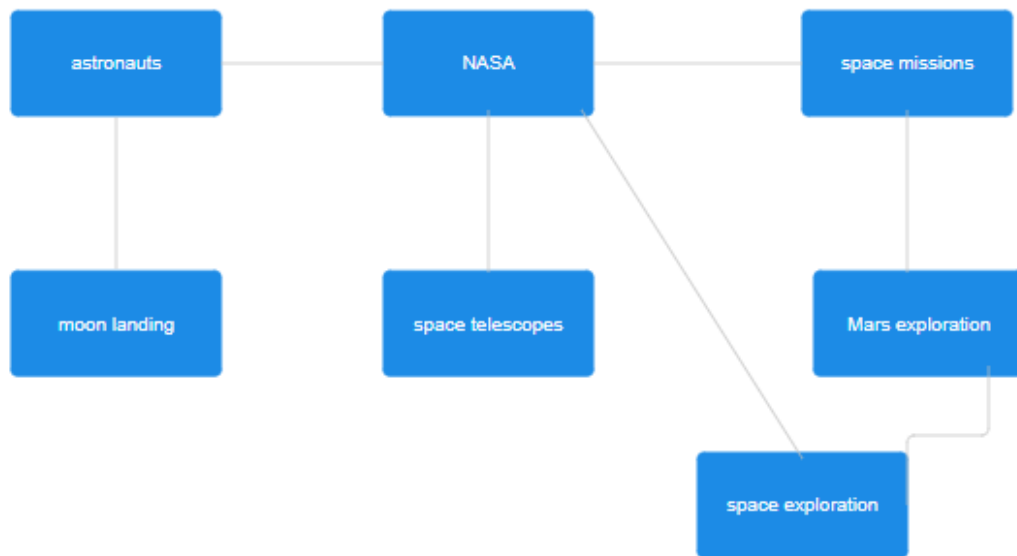 astronauts
NASA
space missions
moon landing
space telescopes
Mars exploration
space exploration